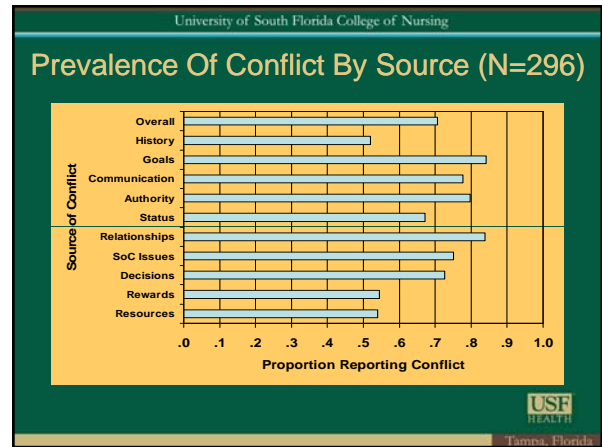 University of South Florida College of Nursing
Prevalence Of Conflict By Source (N=296)
Source of Conflict
Overall
History
Goals
Communication
Authority
Status
Relationships
SoC Issues
Decisions
Rewards
Resources
.0 .1 .2 .3 .4 .5 .6 .7 .8 .9 1.0
Proportion Reporting Conflict
USF
HEALTH
Tampa, Florida